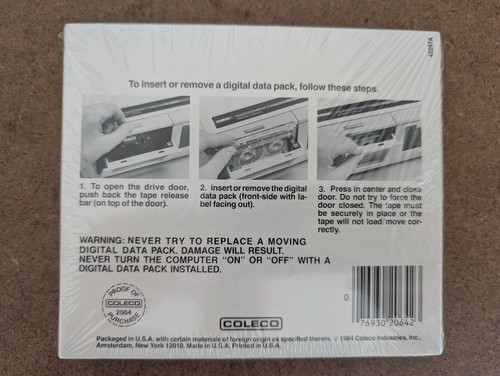 42297A
To insert or remove a digital data pack, follow these steps.
1. To open the drive door,
push back the tape release
bar (on top of door).
2. Insert or remove the digital
data pack (front-side with la-
bel facing out).
3. Press in center and close
door. Do not try to force the
door closed. The tape must
be securely in place or the
tape will not load/move cor-
rectly.
WARNING: NEVER TRY TO REPLACE A MOVING
DIGITAL DATA PACK. DAMAGE WILL RESULT.
NEVER TURN THE COMPUTER “ON” OR “OFF” WITH A
DIGITAL DATA PACK INSTALLED.
PROOF OF
COLECO
2564
PURCHASE
COLECO
0
76930 20642
Packaged in U.S.A. with certain materials of foreign origin as specified therein. © 1984 Coleco Industries, Inc.,
Amsterdam, New York 12010. Made in U.S.A. Printed in U.S.A.